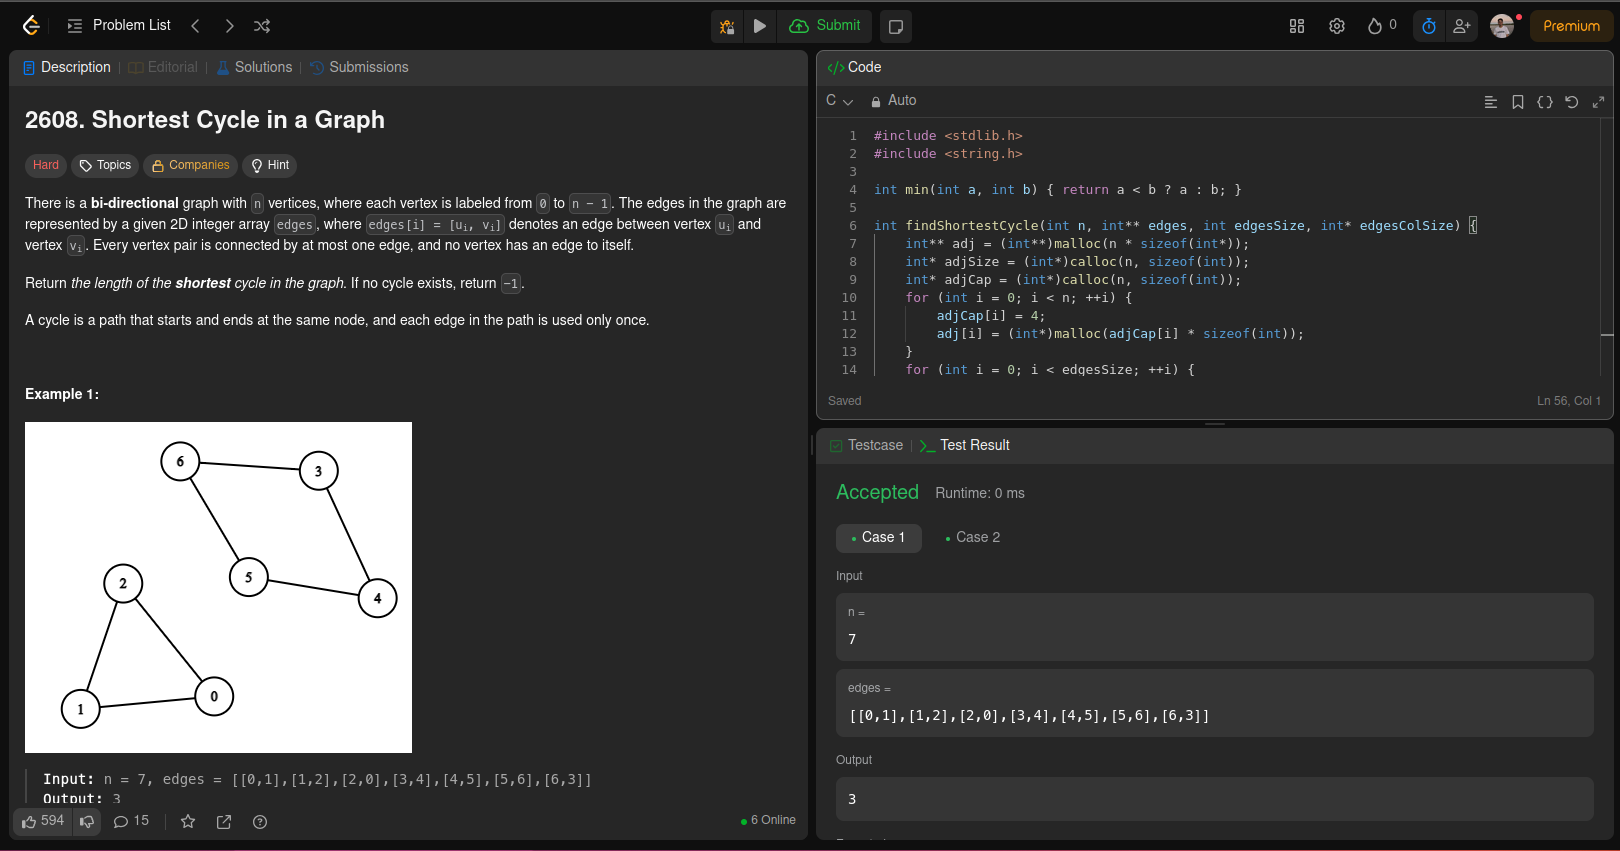 Problem List
Submit
0
Premium
Description | Editorial | Solutions | Submissions
2608. Shortest Cycle in a Graph
Hard Topics Companies Hint
There is a bi-directional graph with n vertices, where each vertex is labeled from 0 to n - 1. The edges in the graph are
represented by a given 2D integer array edges, where edges[i] = [uᵢ, vᵢ] denotes an edge between vertex uᵢ and
vertex vᵢ. Every vertex pair is connected by at most one edge, and no vertex has an edge to itself.
Return the length of the shortest cycle in the graph. If no cycle exists, return -1.
A cycle is a path that starts and ends at the same node, and each edge in the path is used only once.
Example 1:
6
3
5
2
4
0
1
Input: n = 7, edges = [[0,1],[1,2],[2,0],[3,4],[4,5],[5,6],[6,3]]
Output: 3
594
15
6 Online
</> Code
C Auto
1 #include <stdlib.h>
2 #include <string.h>
3
4 int min(int a, int b) { return a < b ? a : b; }
5
6 int findShortestCycle(int n, int** edges, int edgesSize, int* edgesColSize) {
7 int** adj = (int**)malloc(n * sizeof(int*));
8 int* adjSize = (int*)calloc(n, sizeof(int));
9 int* adjCap = (int*)calloc(n, sizeof(int));
10 for (int i = 0; i < n; ++i) {
11 adjCap[i] = 4;
12 adj[i] = (int*)malloc(adjCap[i] * sizeof(int));
13 }
14 for (int i = 0; i < edgesSize; ++i) {
Saved
Ln 56, Col 1
Testcase | >_ Test Result
Accepted Runtime: 0 ms
Case 1 Case 2
Input
n =
7
edges =
[[0,1],[1,2],[2,0],[3,4],[4,5],[5,6],[6,3]]
Output
3